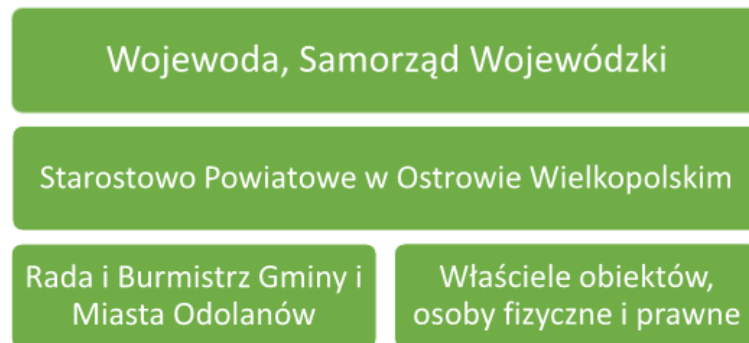 Wojewoda, Samorząd Wojewódzki
Starostowo Powiatowe w Ostrowie Wielkopolskim
Rada i Burmistrz Gminy i
Miasta Odolanów
Właściele obiektów,
osoby fizyczne i prawne